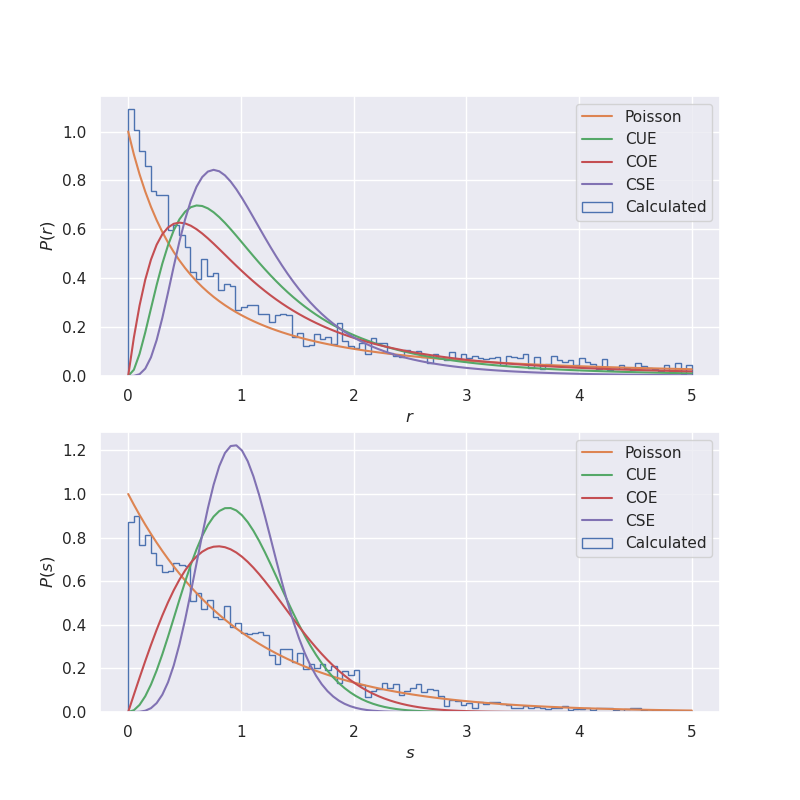 P(r)
1.0
0.8
0.6
0.4
0.2
0.0
Poisson
CUE
COE
CSE
Calculated
0 1 2 3 4 5
r
P(s)
1.2
1.0
0.8
0.6
0.4
0.2
0.0
Poisson
CUE
COE
CSE
Calculated
0 1 2 3 4 5
s